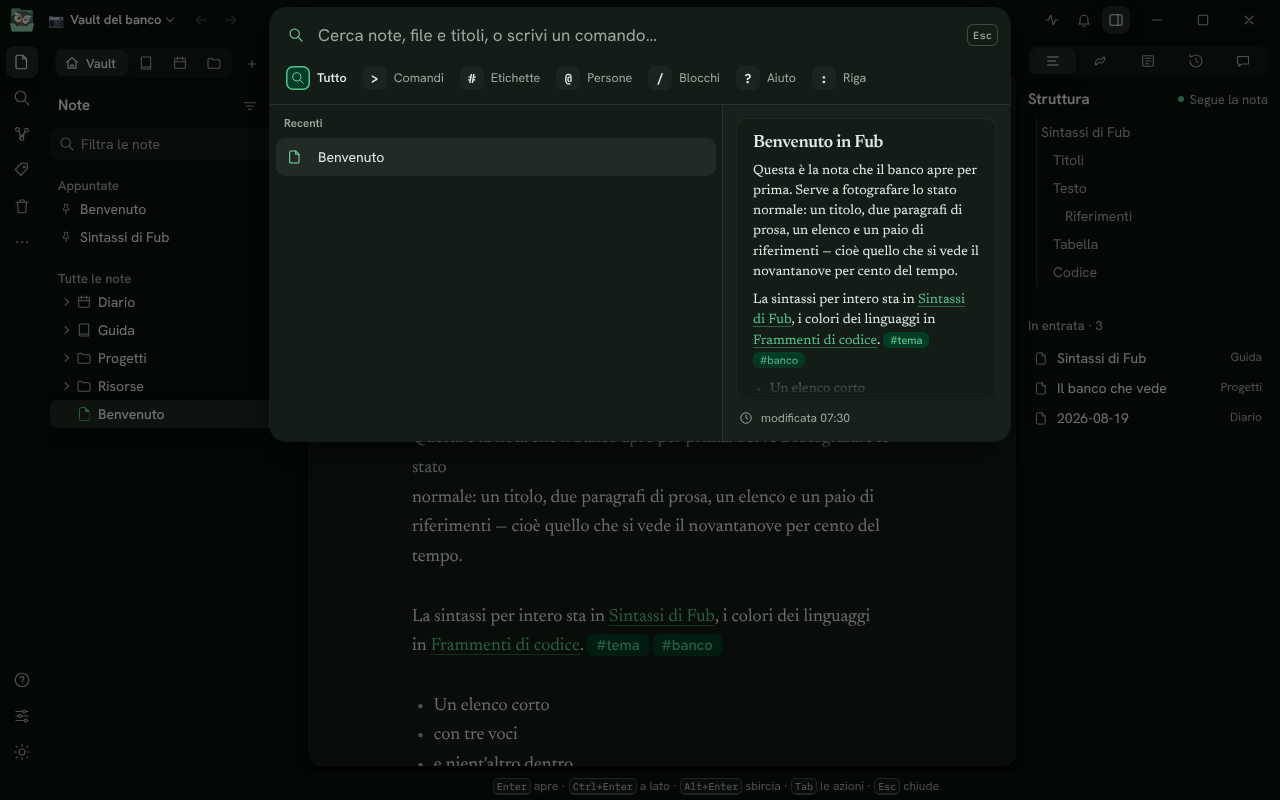 Vault del banco
Cerca note, file e titoli, o scrivi un comando…
Esc
Tutto
> Comandi
# Etichette
@ Persone
/ Blocchi
? Aiuto
: Riga
Vault
Note
Filtra le note
Appuntate
Benvenuto
Sintassi di Fub
Tutte le note
Diario
Guida
Progetti
Risorse
Benvenuto
Recenti
Benvenuto
Benvenuto in Fub
Questa è la nota che il banco apre per
prima. Serve a fotografare lo stato
normale: un titolo, due paragrafi di
prosa, un elenco e un paio di
riferimenti — cioè quello che si vede il
novantanove per cento del tempo.
La sintassi per intero sta in Sintassi
di Fub, i colori dei linguaggi in
Frammenti di codice. #tema
#banco
Un elenco corto
modificata 07:30
stato
normale: un titolo, due paragrafi di prosa, un elenco e un paio di
riferimenti — cioè quello che si vede il novantanove per cento del
tempo.
La sintassi per intero sta in Sintassi di Fub, i colori dei linguaggi
in Frammenti di codice. #tema #banco
Un elenco corto
con tre voci
e nient'altro dentro
Struttura
Segue la nota
Sintassi di Fub
Titoli
Testo
Riferimenti
Tabella
Codice
In entrata · 3
Sintassi di Fub Guida
Il banco che vede Progetti
2026-08-19 Diario
Enter apre · Ctrl+Enter a lato · Alt+Enter sbircia · Tab le azioni · Esc chiude